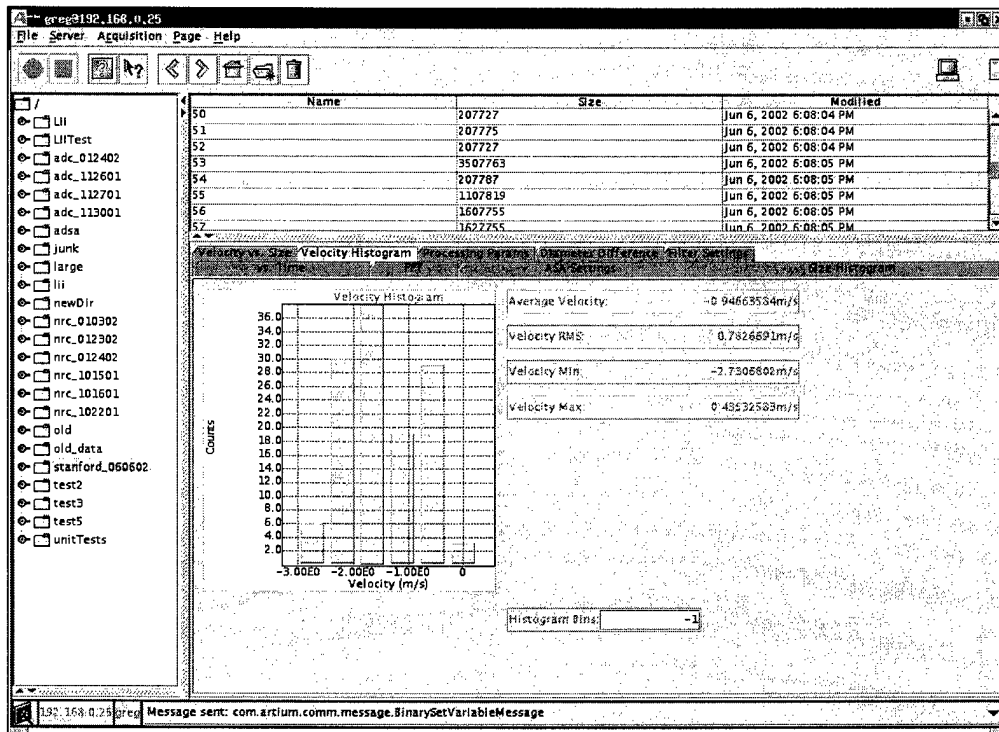 greg@192.168.0.25
File Server Acquisition Page Help
/
LII
LIITest
adc_012402
adc_112601
adc_112701
adc_113001
adsa
junk
large
lii
newDir
nrc_010302
nrc_012302
nrc_012402
nrc_101501
nrc_101601
nrc_102201
old
old_data
stanford_060602
test2
test3
test5
unitTests
Name Size Modified
50 207727 Jun 6, 2002 6:08:04 PM
51 207775 Jun 6, 2002 6:08:04 PM
52 207727 Jun 6, 2002 6:08:04 PM
53 3507763 Jun 6, 2002 6:08:05 PM
54 207787 Jun 6, 2002 6:08:05 PM
55 1107819 Jun 6, 2002 6:08:05 PM
56 1607755 Jun 6, 2002 6:08:05 PM
57 1627755 Jun 6, 2002 6:08:05 PM
Velocity vs. Size Velocity Histogram Processing Params Diameter Difference Filter Settings
vs. Time ASA Settings Size Histogram
Velocity Histogram
36.0
34.0
32.0
30.0
28.0
26.0
24.0
22.0
20.0
18.0
16.0
14.0
12.0
10.0
8.0
6.0
4.0
2.0
Counts
-3.00E0 -2.00E0 -1.00E0 0
Velocity (m/s)
Average Velocity: -0.94663584m/s
Velocity RMS: 0.7826691m/s
Velocity Min: -2.7306802m/s
Velocity Max: 0.43532583m/s
Histogram Bins: -1
192.168.0.25 greg Message sent: com.artium.comm.message.BinarySetVariableMessage